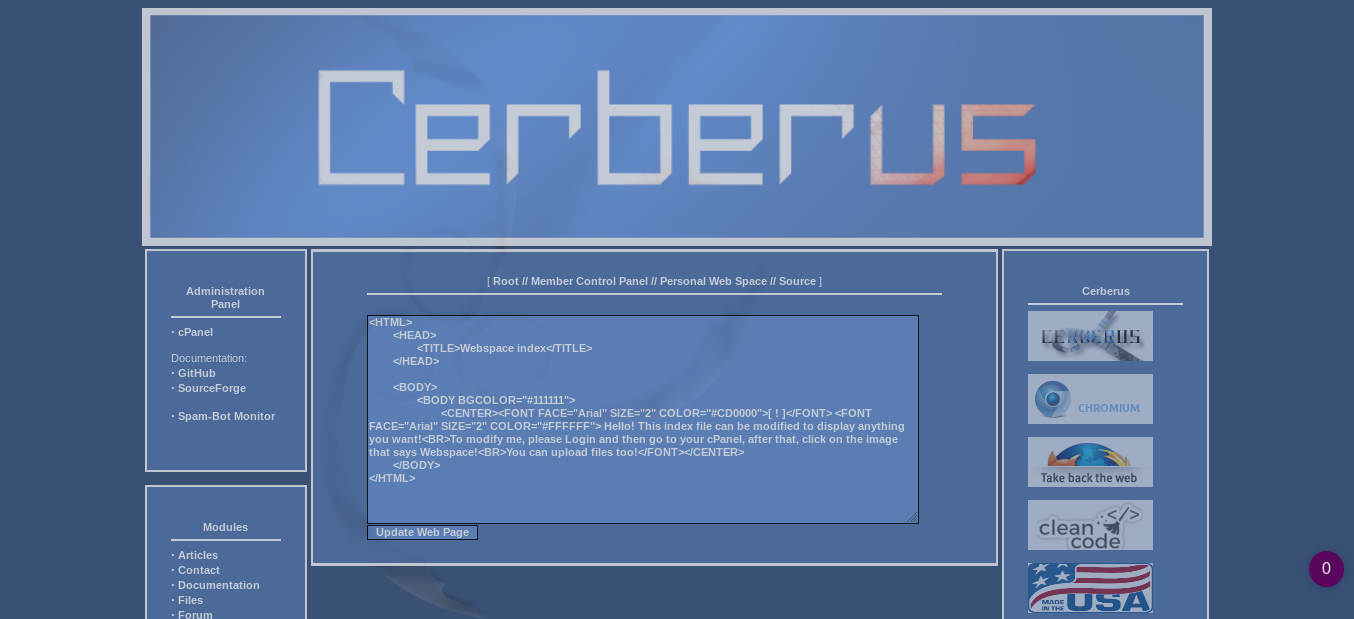 Cerberus
Administration
Panel
· cPanel
Documentation:
· GitHub
· SourceForge
· Spam-Bot Monitor
Modules
· Articles
· Contact
· Documentation
· Files
· Forum
[ Root // Member Control Panel // Personal Web Space // Source ]
<HTML>
<HEAD>
<TITLE>Webspace index</TITLE>
</HEAD>
<BODY>
<BODY BGCOLOR="#111111">
<CENTER><FONT FACE="Arial" SIZE="2" COLOR="#CD0000">[ ! ]</FONT> <FONT
FACE="Arial" SIZE="2" COLOR="#FFFFFF"> Hello! This index file can be modified to display anything
you want!<BR>To modify me, please Login and then go to your cPanel, after that, click on the image
that says Webspace!<BR>You can upload files too!</FONT></CENTER>
</BODY>
</HTML>
Update Web Page
Cerberus
CERBERUS
CHROMIUM
Take back the web
clean </>
code
MADE
IN THE USA
0